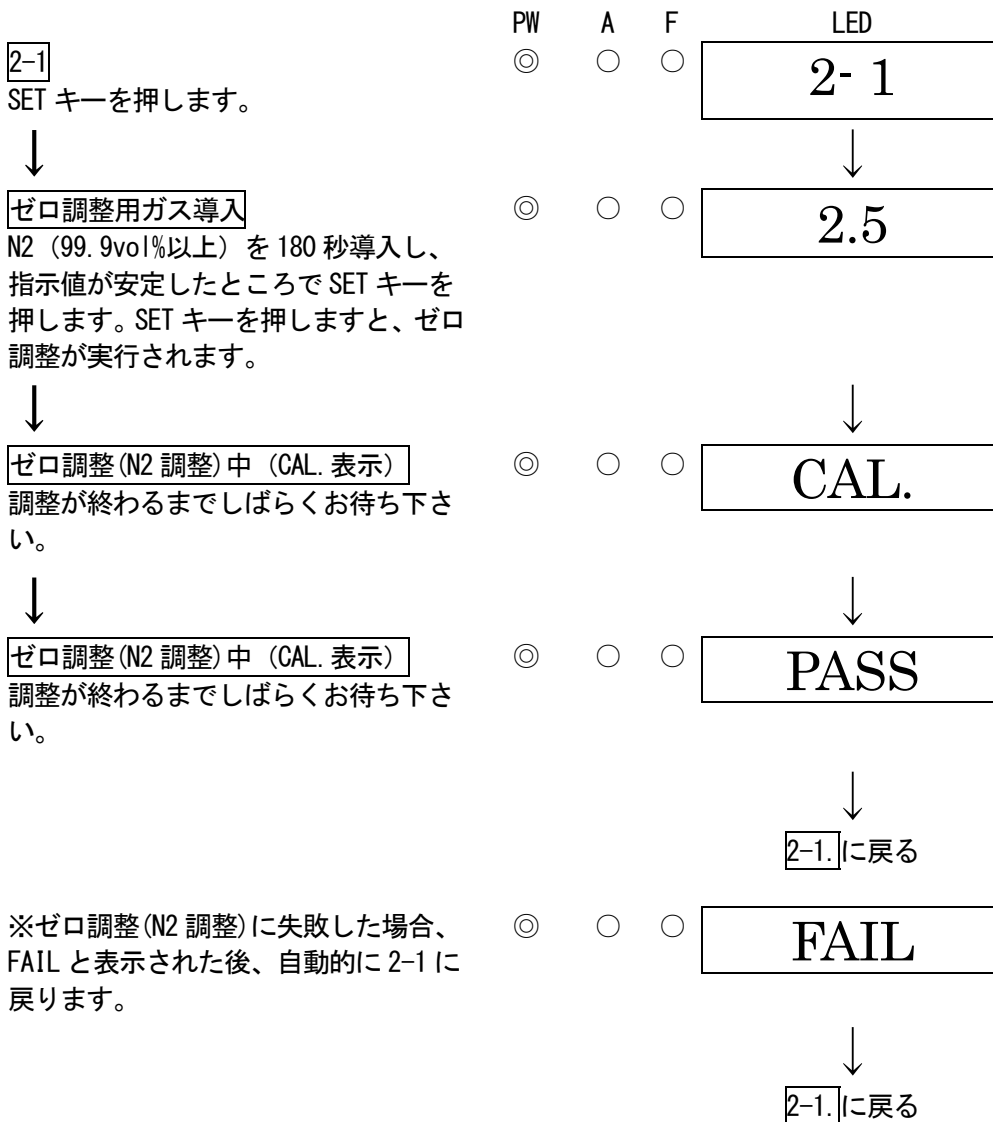 PW A F LED
2-1 ◎ ○ ○ 2- 1
SET キーを押します。
↓ ↓
ゼロ調整用ガス導入 ◎ ○ ○ 2.5
N2（99.9vol%以上）を 180 秒導入し、
指示値が安定したところで SET キーを
押します。SET キーを押しますと、ゼロ
調整が実行されます。
↓ ↓
ゼロ調整(N2 調整)中（CAL.表示） ◎ ○ ○ CAL.
調整が終わるまでしばらくお待ち下さ
い。
↓ ↓
ゼロ調整(N2 調整)中（CAL.表示） ◎ ○ ○ PASS
調整が終わるまでしばらくお待ち下さ
い。
↓
2-1.に戻る
※ゼロ調整(N2 調整)に失敗した場合、 ◎ ○ ○ FAIL
FAIL と表示された後、自動的に 2-1 に
戻ります。
↓
2-1.に戻る